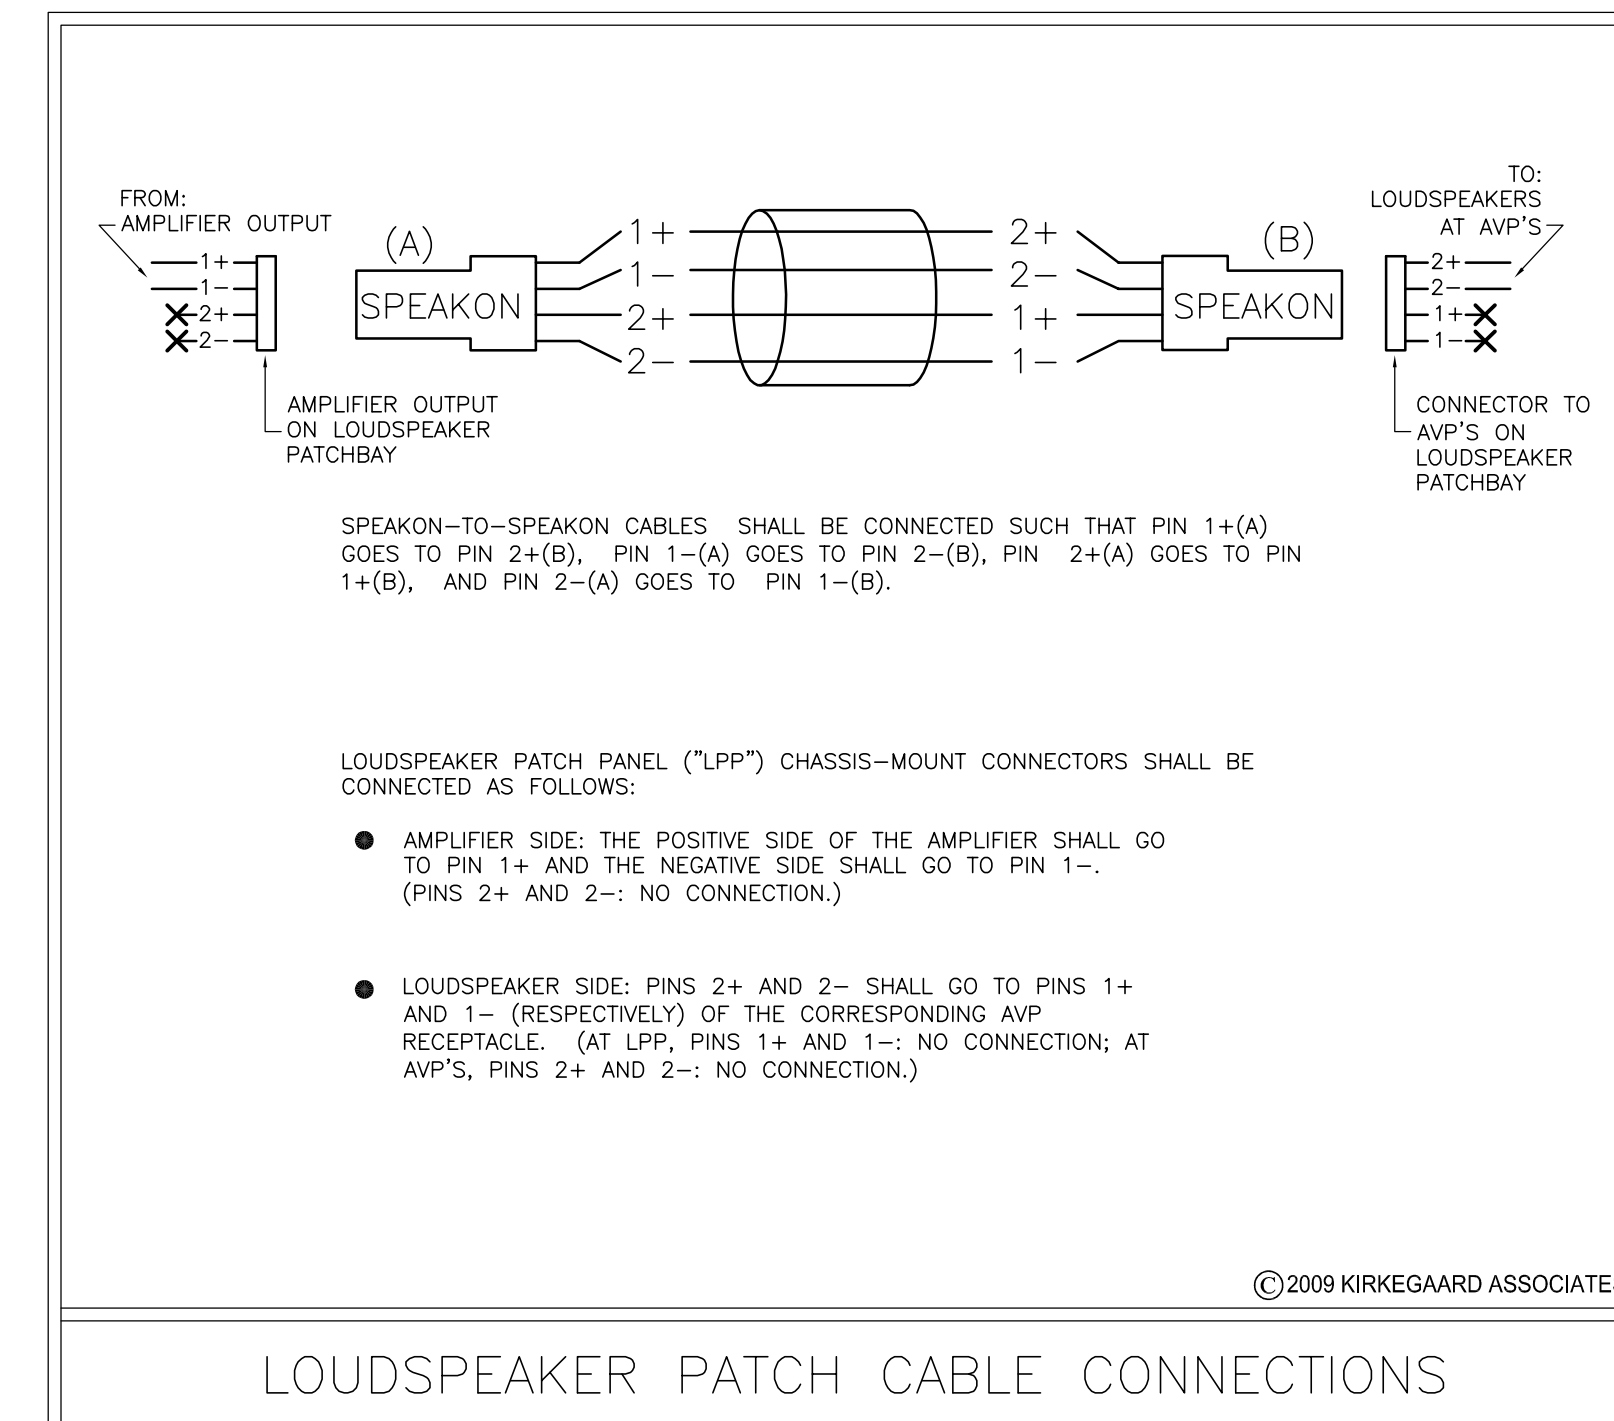 FROM:
AMPLIFIER OUTPUT
1+
1−
2+
2−
AMPLIFIER OUTPUT
ON LOUDSPEAKER
PATCHBAY
(A)
SPEAKON
1+
1−
2+
2−
2+
2−
1+
1−
(B)
SPEAKON
TO:
LOUDSPEAKERS
AT AVP'S
2+
2−
1+
1−
CONNECTOR TO
AVP'S ON
LOUDSPEAKER
PATCHBAY
SPEAKON−TO−SPEAKON CABLES SHALL BE CONNECTED SUCH THAT PIN 1+(A)
GOES TO PIN 2+(B), PIN 1−(A) GOES TO PIN 2−(B), PIN 2+(A) GOES TO PIN
1+(B), AND PIN 2−(A) GOES TO PIN 1−(B).
LOUDSPEAKER PATCH PANEL ("LPP") CHASSIS−MOUNT CONNECTORS SHALL BE
CONNECTED AS FOLLOWS:
● AMPLIFIER SIDE: THE POSITIVE SIDE OF THE AMPLIFIER SHALL GO
TO PIN 1+ AND THE NEGATIVE SIDE SHALL GO TO PIN 1−.
(PINS 2+ AND 2−: NO CONNECTION.)
● LOUDSPEAKER SIDE: PINS 2+ AND 2− SHALL GO TO PINS 1+
AND 1− (RESPECTIVELY) OF THE CORRESPONDING AVP
RECEPTACLE. (AT LPP, PINS 1+ AND 1−: NO CONNECTION; AT
AVP'S, PINS 2+ AND 2−: NO CONNECTION.)
©2009 KIRKEGAARD
LOUDSPEAKER PATCH CABLE CONNECTIONS